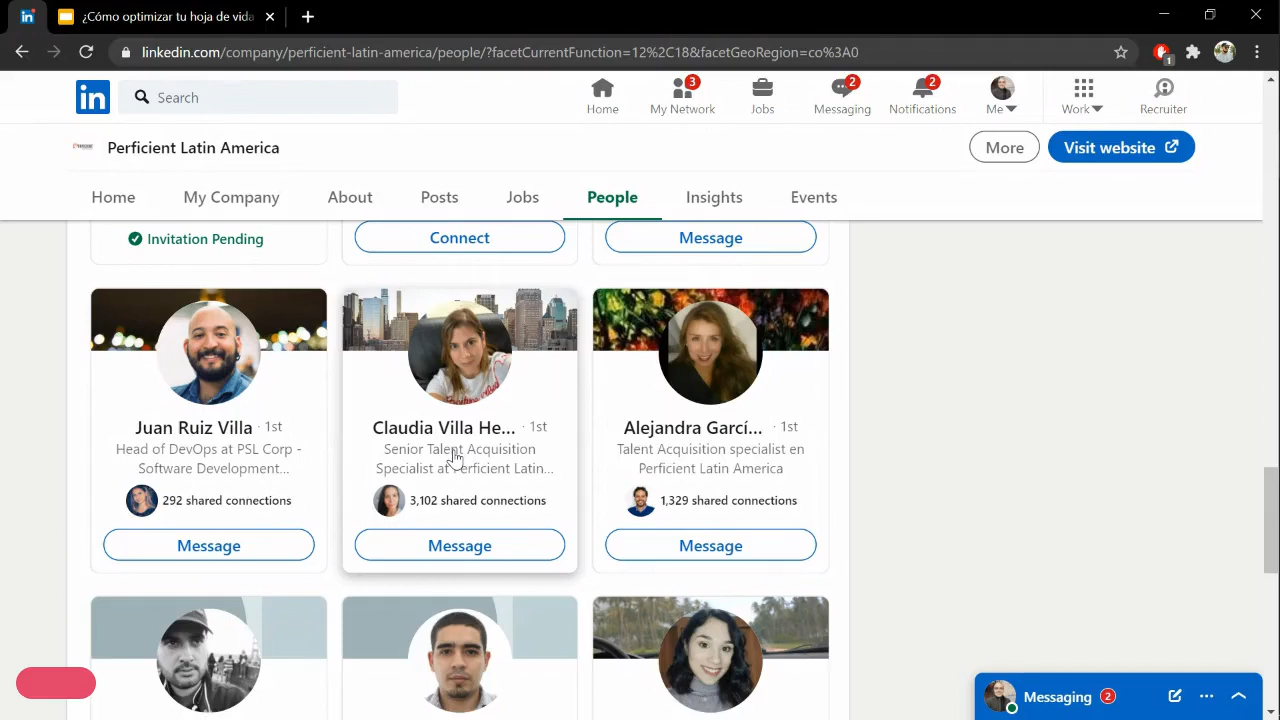 in ¿Cómo optimizar tu hoja de vida
linkedin.com/company/perficient-latin-america/people/?facetCurrentFunction=12%2C18&facetGeoRegion=co%3A0
1
in Search
3 2 2
Home My Network Jobs Messaging Notifications Me Work Recruiter
Perficient Latin America More Visit website
Home My Company About Posts Jobs People Insights Events
Invitation Pending Connect Message
Juan Ruiz Villa · 1st
Head of DevOps at PSL Corp -
Software Development...
292 shared connections
Message
Claudia Villa He... · 1st
Senior Talent Acquisition
Specialist at Perficient Latin...
3,102 shared connections
Message
Alejandra Garcí... · 1st
Talent Acquisition specialist en
Perficient Latin America
1,329 shared connections
Message
Messaging 2